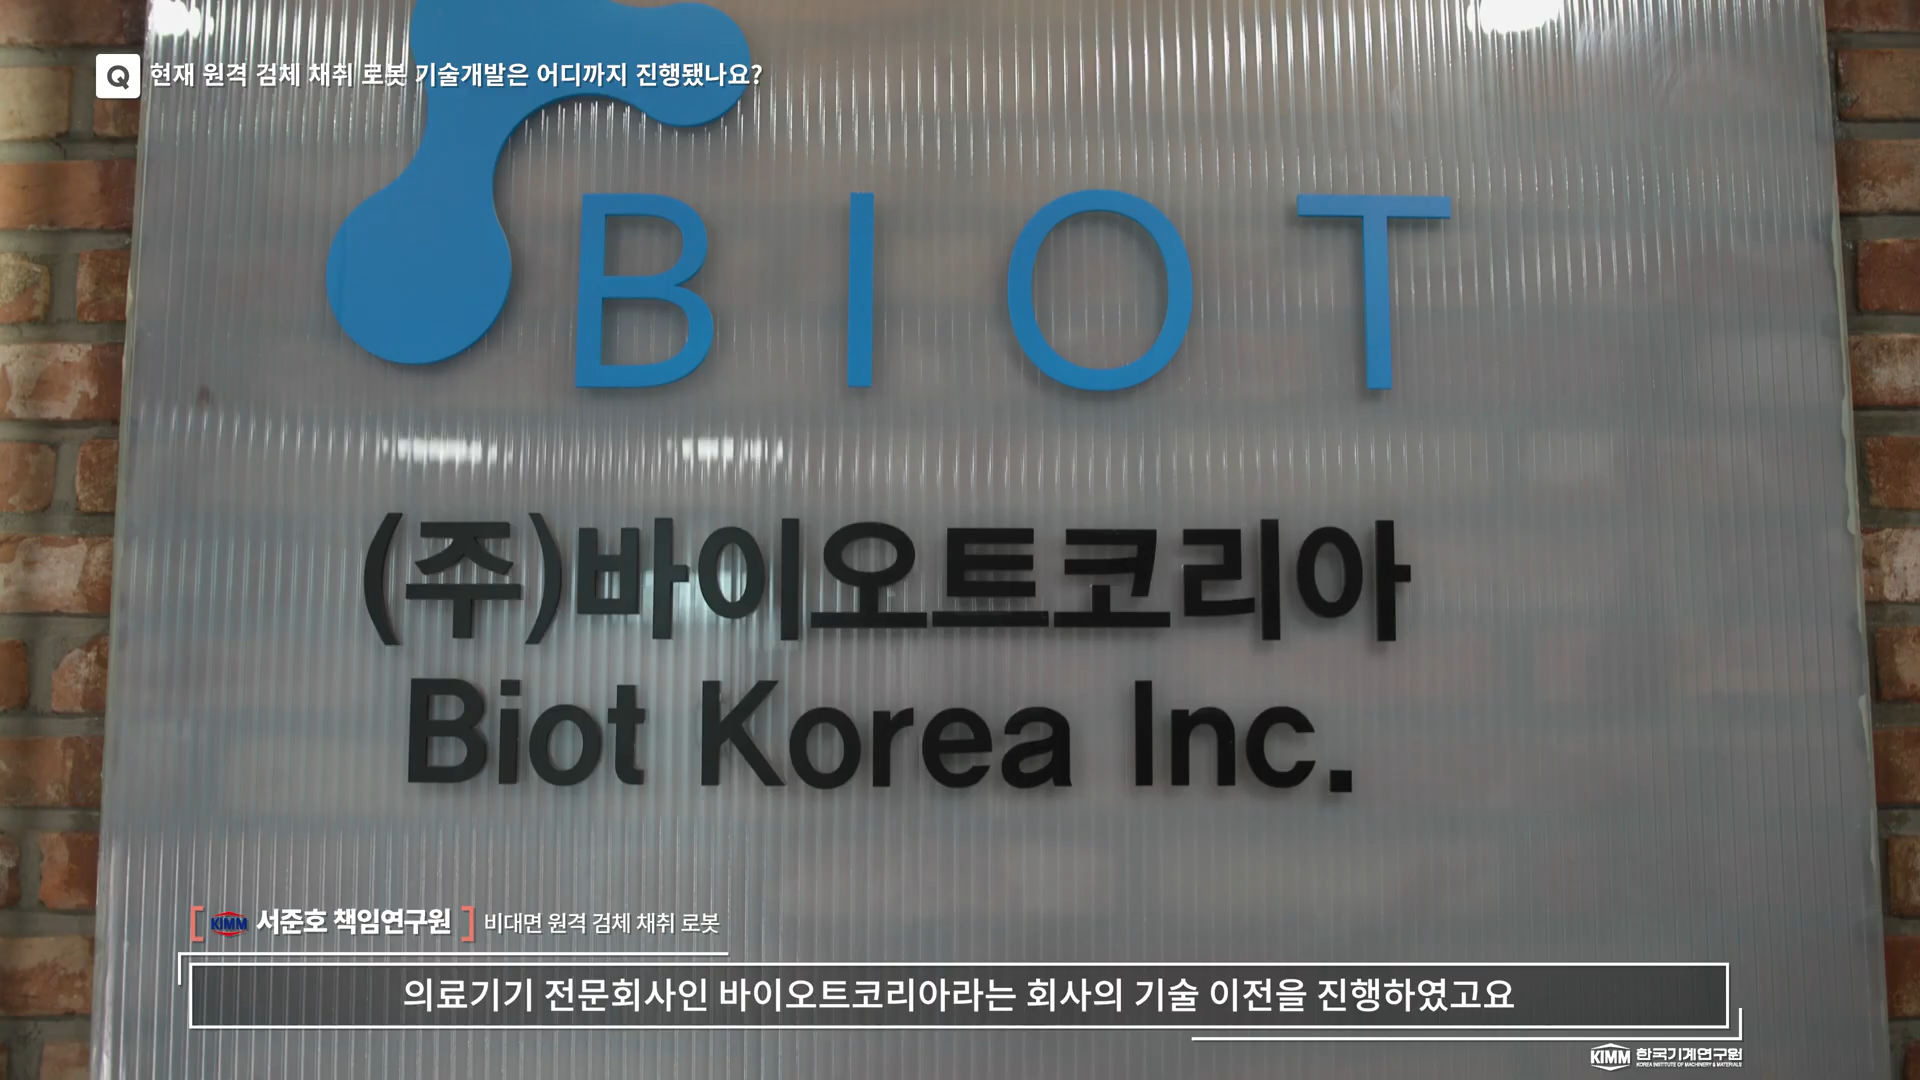 Q 현재 원격 검체 채취 로봇 기술개발은 어디까지 진행됐나요?
BIOT
(주)바이오트코리아
Biot Korea Inc.
[ KIMM 서준호 책임연구원 ] 비대면 원격 검체 채취 로봇
의료기기 전문회사인 바이오트코리아라는 회사의 기술 이전을 진행하였고요
KIMM 한국기계연구원
KOREA INSTITUTE OF MACHINERY & MATERIALS